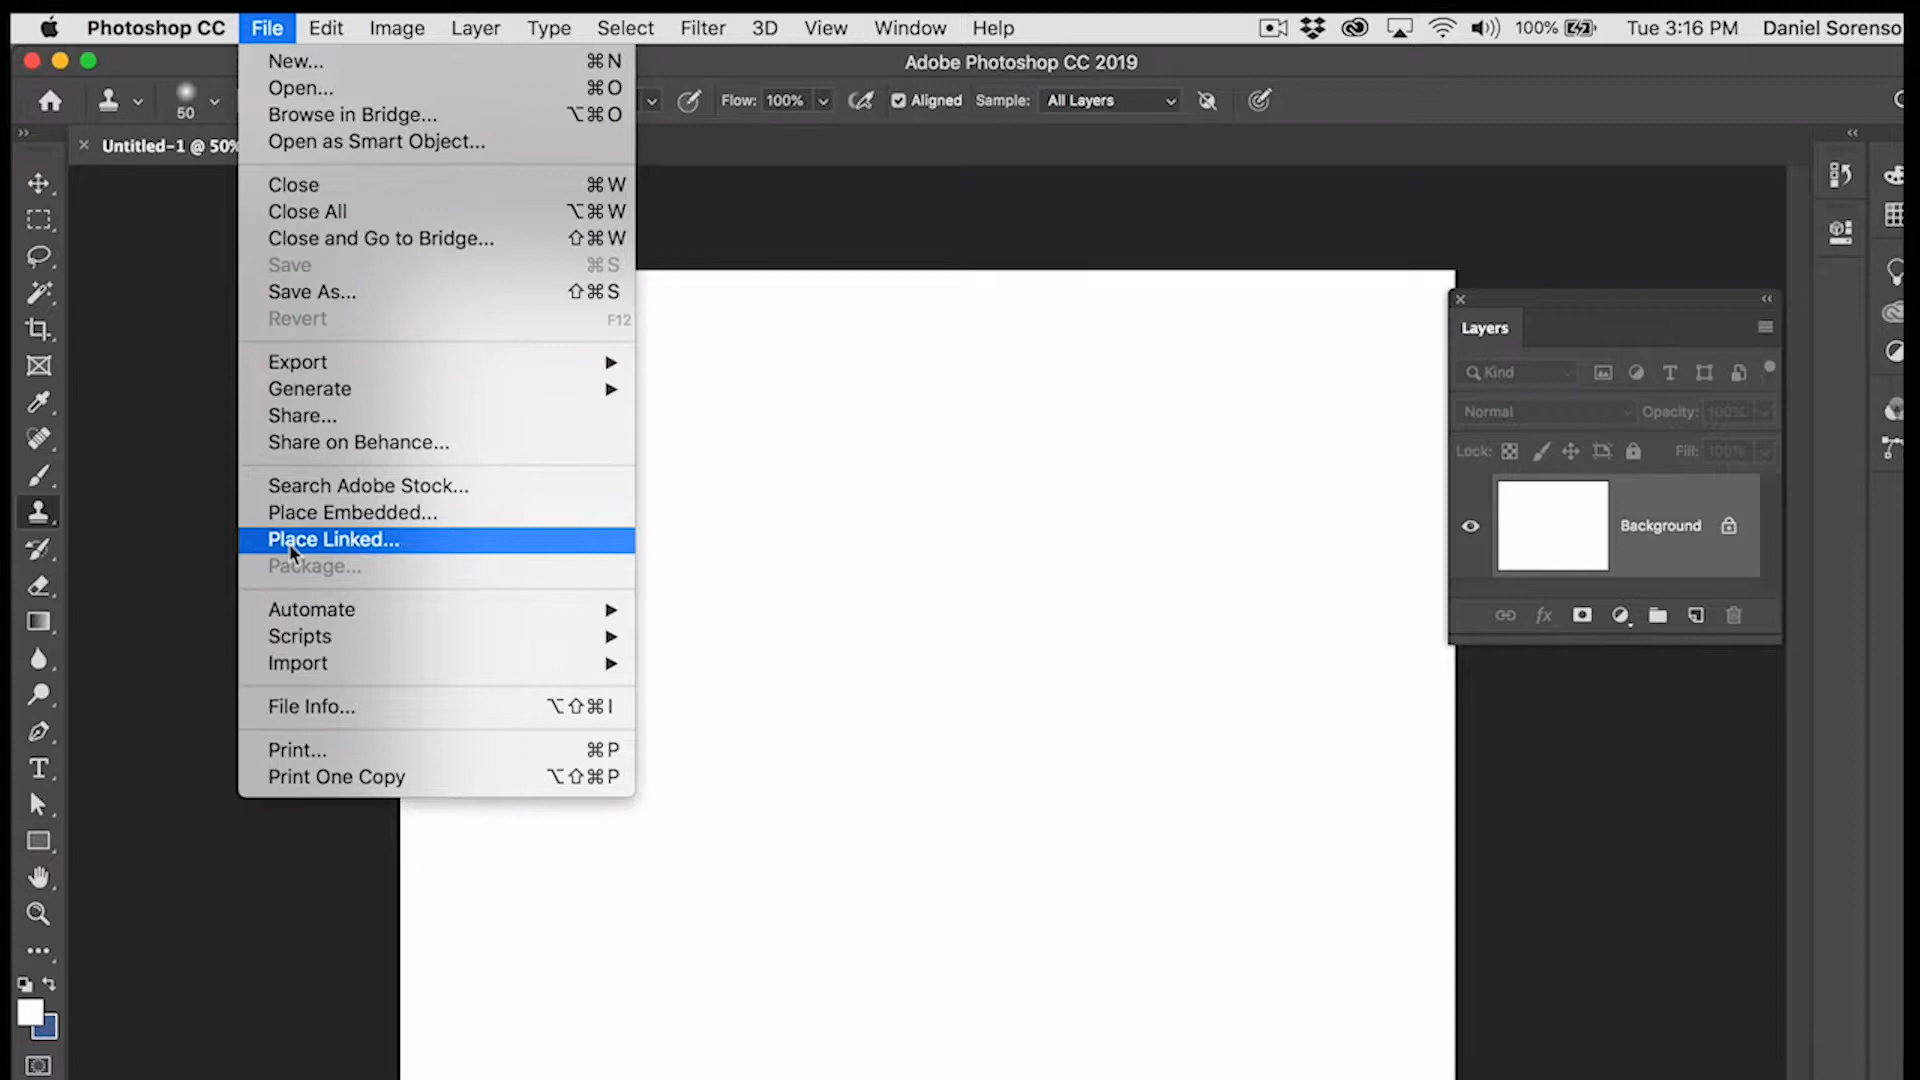 Photoshop CC File Edit Image Layer Type Select Filter 3D View Window Help 100% Tue 3:16 PM Daniel Sorenso
Adobe Photoshop CC 2019
50 Flow: 100% Aligned Sample: All Layers
Untitled-1 @ 50%
New... ⌘N
Open... ⌘O
Browse in Bridge... ⌥⌘O
Open as Smart Object...
Close ⌘W
Close All ⌥⌘W
Close and Go to Bridge... ⇧⌘W
Save ⌘S
Save As... ⇧⌘S
Revert F12
Export
Generate
Share...
Share on Behance...
Search Adobe Stock...
Place Embedded...
Place Linked...
Package...
Automate
Scripts
Import
File Info... ⌥⇧⌘I
Print... ⌘P
Print One Copy ⌥⇧⌘P
Layers
Kind
Normal Opacity: 100%
Lock: Fill: 100%
Background
fx